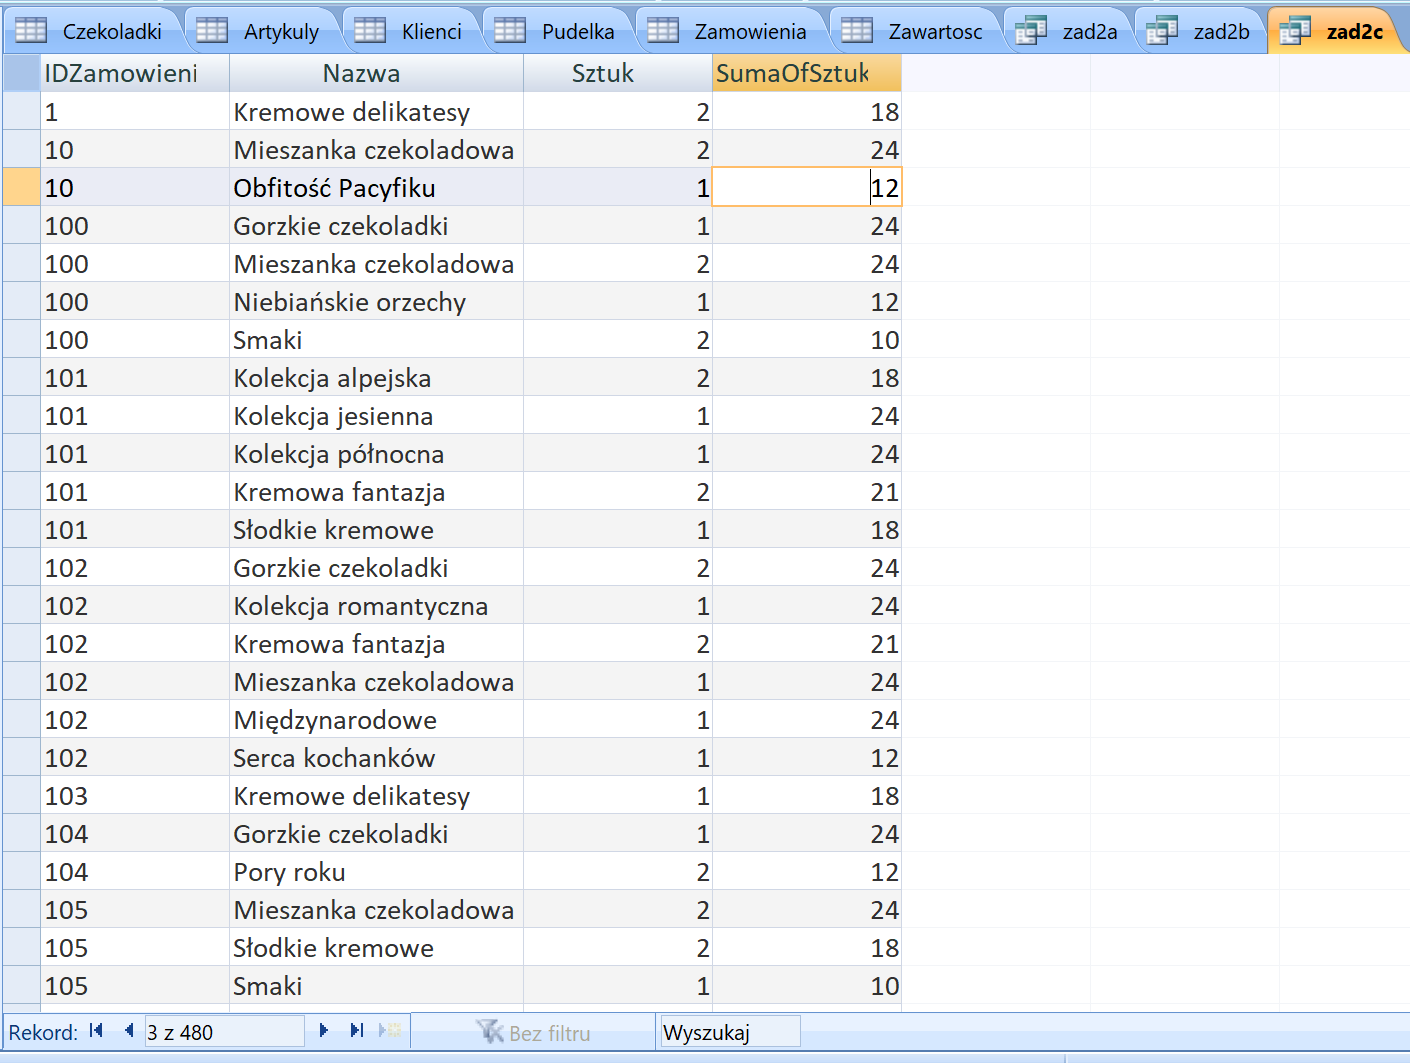 Czekoladki Artykuly Klienci Pudelka Zamowienia Zawartosc zad2a zad2b zad2c
IDZamowieni Nazwa Sztuk SumaOfSztuk
1 Kremowe delikatesy 2 18
10 Mieszanka czekoladowa 2 24
10 Obfitość Pacyfiku 1 12
100 Gorzkie czekoladki 1 24
100 Mieszanka czekoladowa 2 24
100 Niebiańskie orzechy 1 12
100 Smaki 2 10
101 Kolekcja alpejska 2 18
101 Kolekcja jesienna 1 24
101 Kolekcja północna 1 24
101 Kremowa fantazja 2 21
101 Słodkie kremowe 1 18
102 Gorzkie czekoladki 2 24
102 Kolekcja romantyczna 1 24
102 Kremowa fantazja 2 21
102 Mieszanka czekoladowa 1 24
102 Międzynarodowe 1 24
102 Serca kochanków 1 12
103 Kremowe delikatesy 1 18
104 Gorzkie czekoladki 1 24
104 Pory roku 2 12
105 Mieszanka czekoladowa 2 24
105 Słodkie kremowe 2 18
105 Smaki 1 10
Rekord: 3 z 480 Bez filtru Wyszukaj